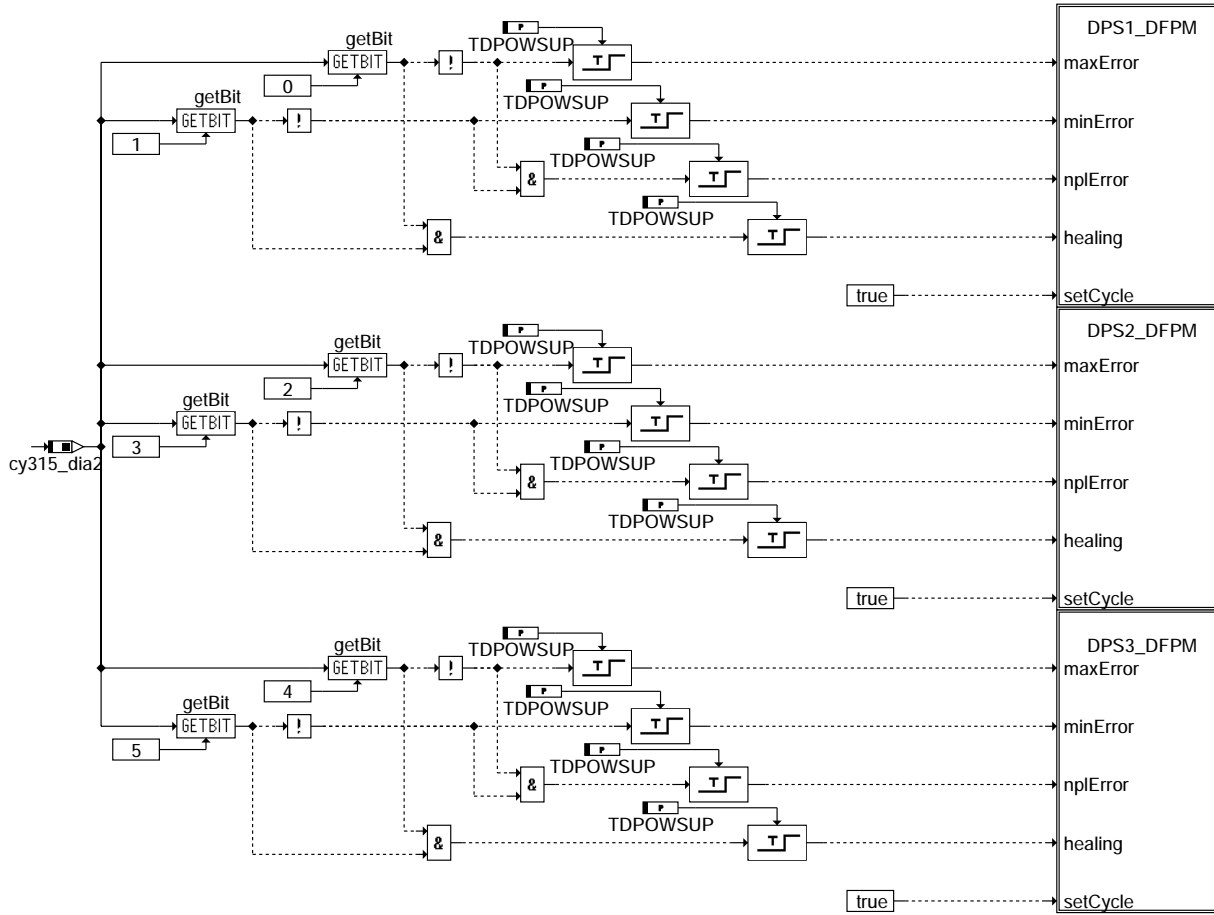 DPS1_DFPM
getBit
TDPOWSUP
P
T
GETBIT
!
maxError
0
getBit
TDPOWSUP
P
T
GETBIT
!
minError
1
TDPOWSUP
P
T
&
nplError
TDPOWSUP
P
T
&
healing
true
setCycle
DPS2_DFPM
getBit
TDPOWSUP
P
T
GETBIT
!
maxError
2
getBit
TDPOWSUP
P
T
GETBIT
!
minError
3
cy315_dia2
TDPOWSUP
P
T
&
nplError
TDPOWSUP
P
T
&
healing
true
setCycle
DPS3_DFPM
getBit
TDPOWSUP
P
T
GETBIT
!
maxError
4
getBit
TDPOWSUP
P
T
GETBIT
!
minError
5
TDPOWSUP
P
T
&
nplError
TDPOWSUP
P
T
&
healing
true
setCycle